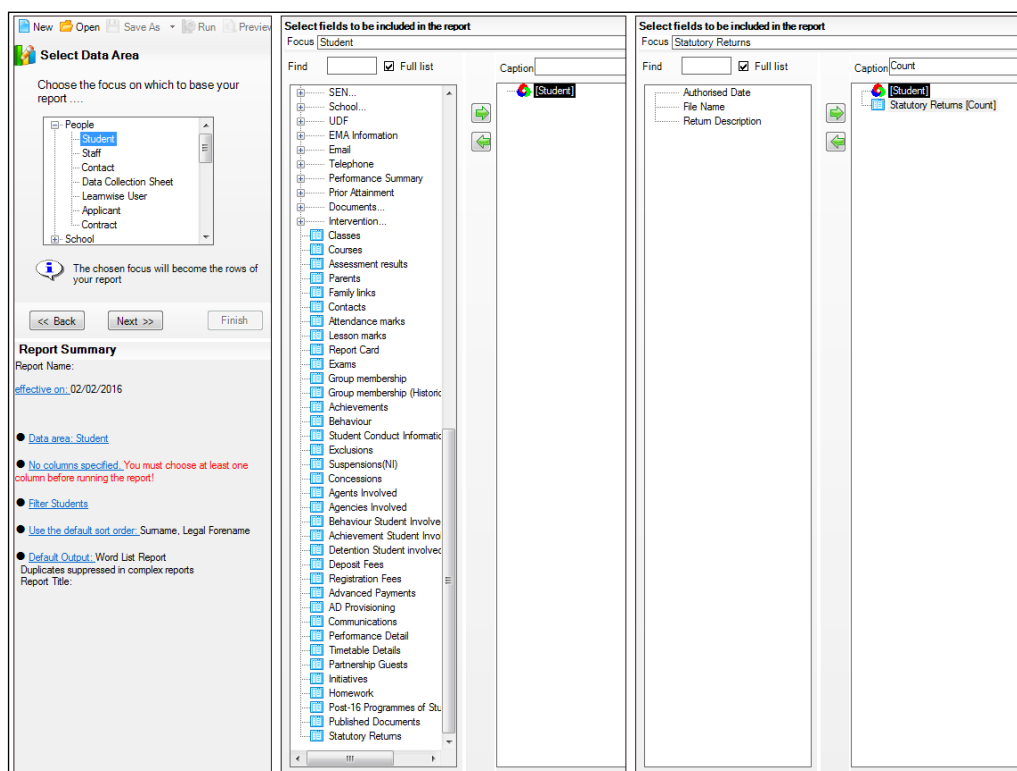 New Open Save As Run Preview
Select Data Area
Choose the focus on which to base your
report ....
People
Student
Staff
Contact
Data Collection Sheet
Learnwise User
Applicant
Contract
School
The chosen focus will become the rows of
your report
<< Back Next >> Finish
Report Summary
Report Name:
effective on: 02/02/2016
Data area: Student
No columns specified. You must choose at least one
column before running the report!
Filter Students
Use the default sort order: Surname, Legal Forename
Default Output: Word List Report
Duplicates suppressed in complex reports
Report Title:
Select fields to be included in the report
Focus Student
Find Full list Caption
SEN...
School...
UDF
EMA Information
Email
Telephone
Performance Summary
Prior Attainment
Documents...
Intervention...
Classes
Courses
Assessment results
Parents
Family links
Contacts
Attendance marks
Lesson marks
Report Card
Exams
Group membership
Group membership (Historic
Achievements
Behaviour
Student Conduct Informatic
Exclusions
Suspensions(NI)
Concessions
Agents Involved
Agencies Involved
Behaviour Student Involve
Achievement Student Invo
Detention Student involved
Deposit Fees
Registration Fees
Advanced Payments
AD Provisioning
Communications
Performance Detail
Timetable Details
Partnership Guests
Initiatives
Homework
Post-16 Programmes of Stu
Published Documents
Statutory Returns
[Student]
Select fields to be included in the report
Focus Statutory Returns
Find Full list Caption Count
Authorised Date
File Name
Return Description
[Student]
Statutory Returns [Count]